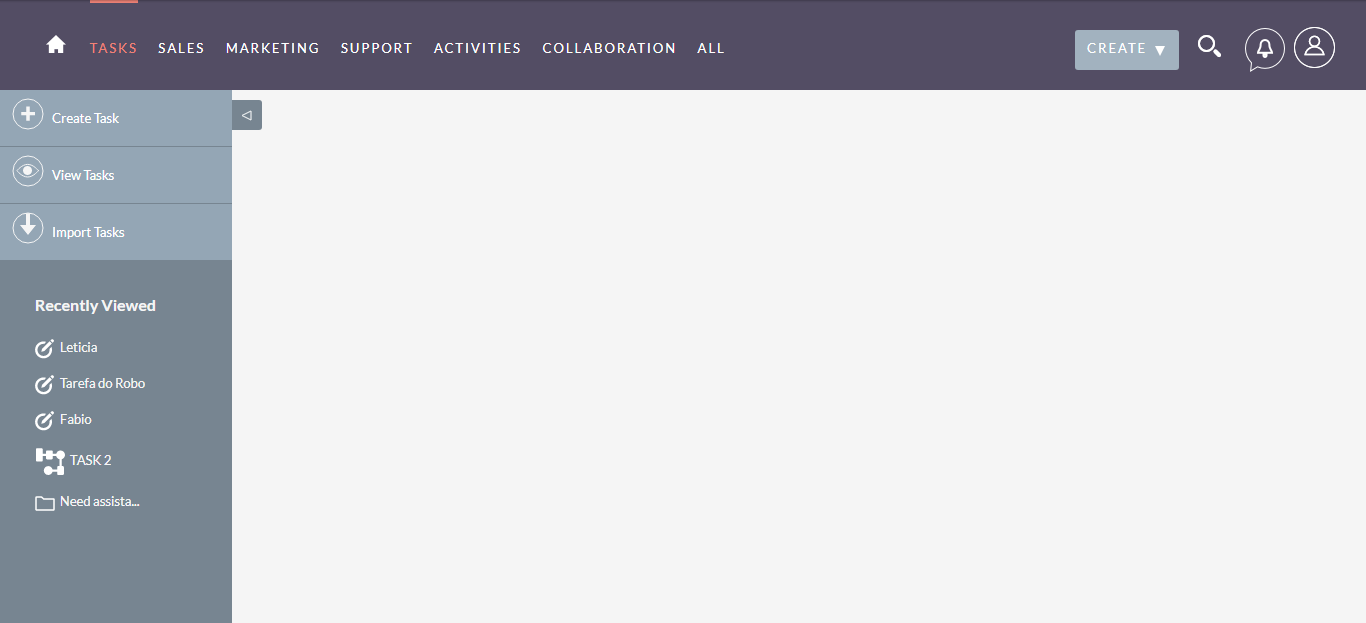 TASKS SALES MARKETING SUPPORT ACTIVITIES COLLABORATION ALL CREATE
Create Task
View Tasks
Import Tasks
Recently Viewed
Leticia
Tarefa do Robo
Fabio
TASK 2
Need assista...